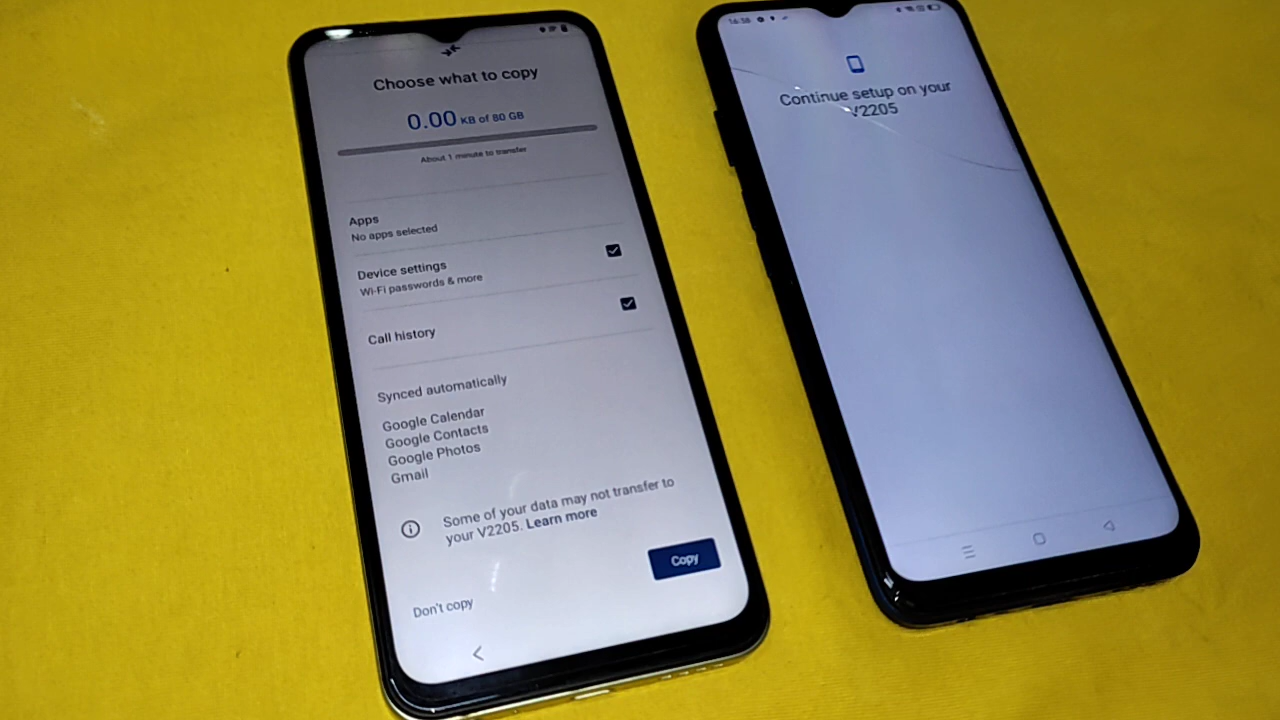 Choose what to copy
0.00 KB of 80 GB
About 1 minute to transfer
Apps
No apps selected
Device settings
Wi-Fi passwords & more
Call history
Synced automatically
Google Calendar
Google Contacts
Google Photos
Gmail
Some of your data may not transfer to
your V2205. Learn more
Copy
Don't copy
Continue setup on your
V2205